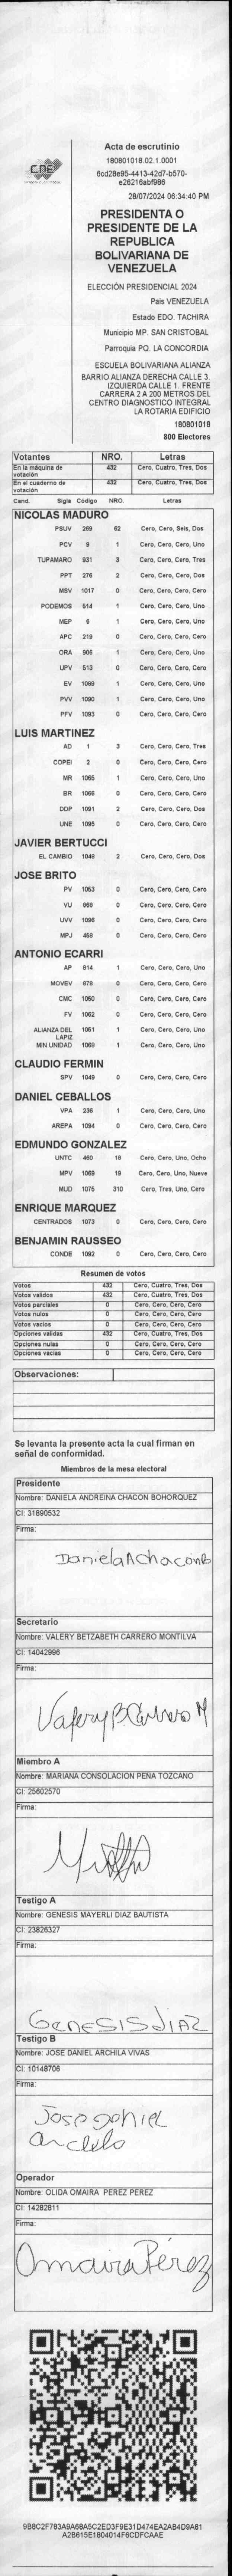 CNE
Acta de escrutinio
180801018.02.1.0001
6cd28e95-4413-42d7-b570-
e26216abf986
28/07/2024 06:34:40 PM
PRESIDENTA O
PRESIDENTE DE LA
REPUBLICA
BOLIVARIANA DE
VENEZUELA
ELECCIÓN PRESIDENCIAL 2024
País VENEZUELA
Estado EDO. TACHIRA
Municipio MP. SAN CRISTOBAL
Parroquia PQ. LA CONCORDIA
ESCUELA BOLIVARIANA ALIANZA
BARRIO ALIANZA DERECHA CALLE 3.
IZQUIERDA CALLE 1. FRENTE
CARRERA 2 A 200 METROS DEL
CENTRO DIAGNOSTICO INTEGRAL
LA ROTARIA EDIFICIO
180801018
800 Electores
Votantes NRO. Letras
En la máquina de votación 432 Cero, Cuatro, Tres, Dos
En el cuaderno de votación 432 Cero, Cuatro, Tres, Dos
Cand. Sigla Código NRO. Letras
NICOLAS MADURO
PSUV 269 62 Cero, Cero, Seis, Dos
PCV 9 1 Cero, Cero, Cero, Uno
TUPAMARO 931 3 Cero, Cero, Cero, Tres
PPT 276 2 Cero, Cero, Cero, Dos
MSV 1017 0 Cero, Cero, Cero, Cero
PODEMOS 514 1 Cero, Cero, Cero, Uno
MEP 6 1 Cero, Cero, Cero, Uno
APC 219 0 Cero, Cero, Cero, Cero
ORA 906 1 Cero, Cero, Cero, Uno
UPV 513 0 Cero, Cero, Cero, Cero
EV 1089 1 Cero, Cero, Cero, Uno
PVV 1090 1 Cero, Cero, Cero, Uno
PFV 1093 0 Cero, Cero, Cero, Cero
LUIS MARTINEZ
AD 1 3 Cero, Cero, Cero, Tres
COPEI 2 0 Cero, Cero, Cero, Cero
MR 1065 1 Cero, Cero, Cero, Uno
BR 1066 0 Cero, Cero, Cero, Cero
DDP 1091 2 Cero, Cero, Cero, Dos
UNE 1095 0 Cero, Cero, Cero, Cero
JAVIER BERTUCCI
EL CAMBIO 1048 2 Cero, Cero, Cero, Dos
JOSE BRITO
PV 1053 0 Cero, Cero, Cero, Cero
VU 0 Cero, Cero, Cero, Cero
UVV 1096 0 Cero, Cero, Cero, Cero
MPJ 458 0 Cero, Cero, Cero, Cero
ANTONIO ECARRI
AP 814 1 Cero, Cero, Cero, Uno
MOVEV 878 0 Cero, Cero, Cero, Cero
CMC 1050 0 Cero, Cero, Cero, Cero
FV 1052 0 Cero, Cero, Cero, Cero
ALIANZA DEL LAPIZ 1051 1 Cero, Cero, Cero, Uno
MIN UNIDAD 1 Cero, Cero, Cero, Uno
CLAUDIO FERMIN
SPV 1049 0 Cero, Cero, Cero, Cero
DANIEL CEBALLOS
VPA 236 1 Cero, Cero, Cero, Uno
AREPA 1094 0 Cero, Cero, Cero, Cero
EDMUNDO GONZALEZ
UNTC 460 18 Cero, Cero, Uno, Ocho
MPV 1069 19 Cero, Cero, Uno, Nueve
MUD 1075 310 Cero, Tres, Uno, Cero
ENRIQUE MARQUEZ
CENTRADOS 1073 0 Cero, Cero, Cero, Cero
BENJAMIN RAUSSEO
CONDE 1092 0 Cero, Cero, Cero, Cero
Resumen de votos
Votos 432 Cero, Cuatro, Tres, Dos
Votos validos 432 Cero, Cuatro, Tres, Dos
Votos parciales 0 Cero, Cero, Cero, Cero
Votos nulos 0 Cero, Cero, Cero, Cero
Votos vacios 0 Cero, Cero, Cero, Cero
Opciones validas 432 Cero, Cuatro, Tres, Dos
Opciones nulas 0 Cero, Cero, Cero, Cero
Opciones vacias 0 Cero, Cero, Cero, Cero
Observaciones:
Se levanta la presente acta la cual firman en
señal de conformidad.
Miembros de la mesa electoral
Presidente
Nombre: DANIELA ANDREINA CHACON BOHORQUEZ
CI: 31890532
Firma:
DanielaAchaconB
Secretario
Nombre: VALERY BETZABETH CARRERO MONTILVA
CI: 14042996
Firma:
Valery B Carrero M
Miembro A
Nombre: MARIANA CONSOLACION PEÑA TOZCANO
CI: 25602570
Firma:
Testigo A
Nombre: GENESIS MAYERLI DIAZ BAUTISTA
CI: 23826327
Firma:
GENESIS DIAZ
Testigo B
Nombre: JOSE DANIEL ARCHILA VIVAS
CI: 10148706
Firma:
Operador
Nombre: OLIDA OMAIRA PEREZ PEREZ
CI: 14282811
Firma:
Omaira Pérez
9B8C2F783A9A68A5C2ED3F9E31D474EA2AB4D9A81
A2B615E1804014F6CDFCAAE